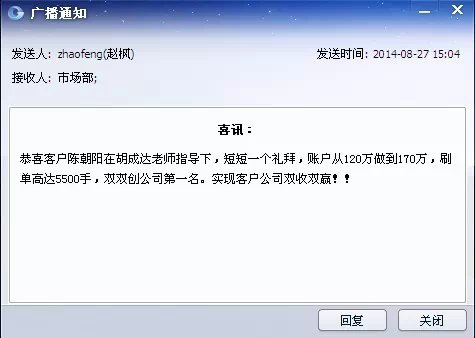 广播通知
发送人: zhaofeng(赵枫) 发送时间: 2014-08-27 15:04
接收人: 市场部;
喜讯：
恭喜客户陈朝阳在胡成达老师指导下，短短一个礼拜，账户从120万做到170万，刷
单高达5500手，双双创公司第一名。实现客户公司双收双赢！！
回复 关闭